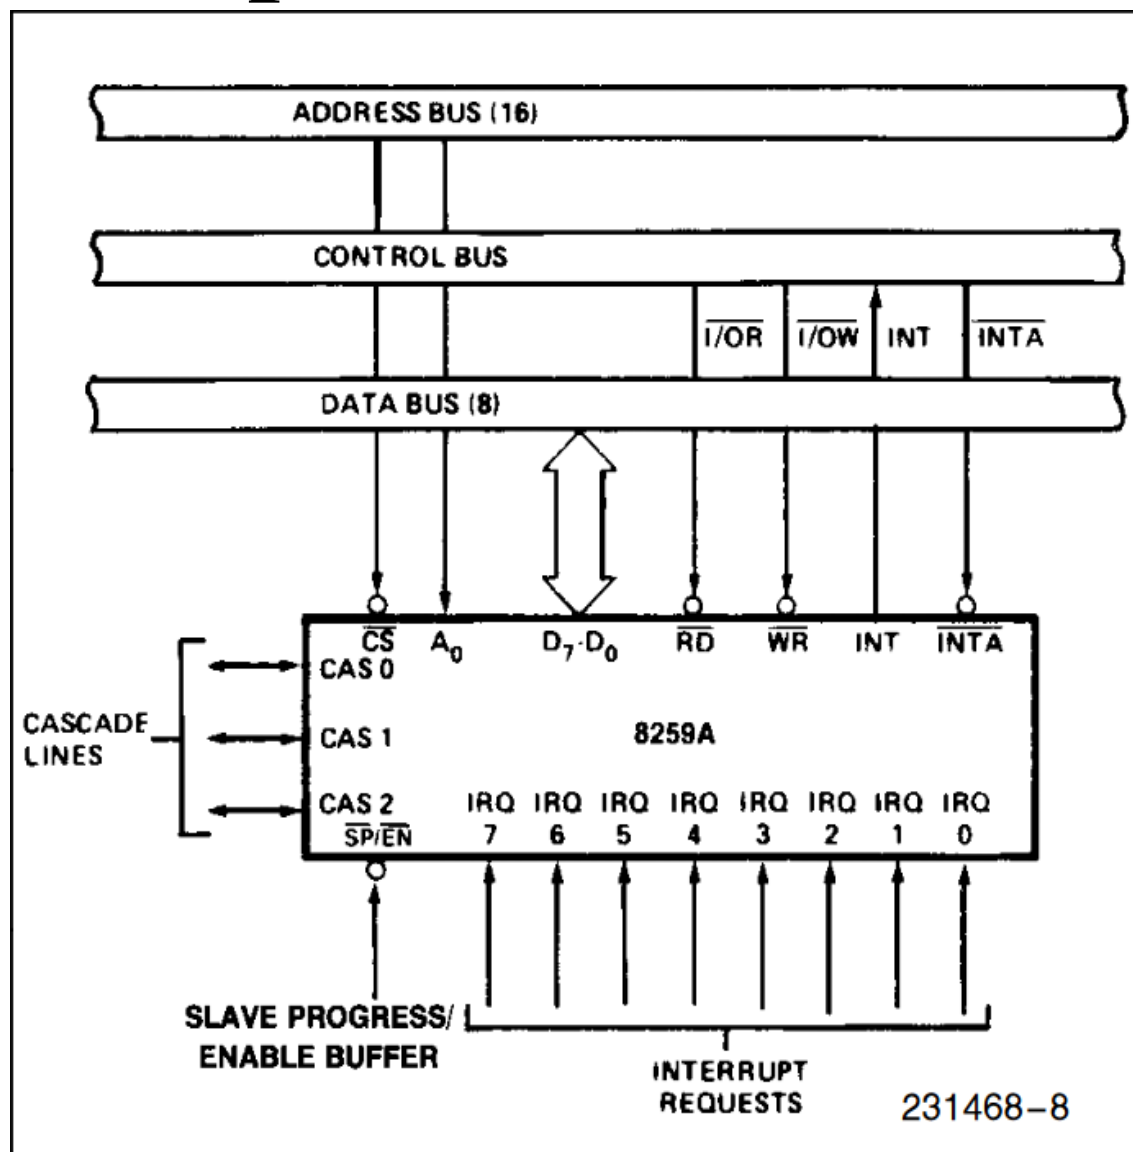 ADDRESS BUS (16)
CONTROL BUS
I/OR I/OW INT INTA
DATA BUS (8)
CS A0 D7-D0 RD WR INT INTA
CAS 0
CASCADE
LINES
CAS 1
8259A
CAS 2
IRQ IRQ IRQ IRQ IRQ IRQ IRQ IRQ
SP/EN
7 6 5 4 3 2 1 0
SLAVE PROGRESS/
ENABLE BUFFER
INTERRUPT
REQUESTS
231468-8